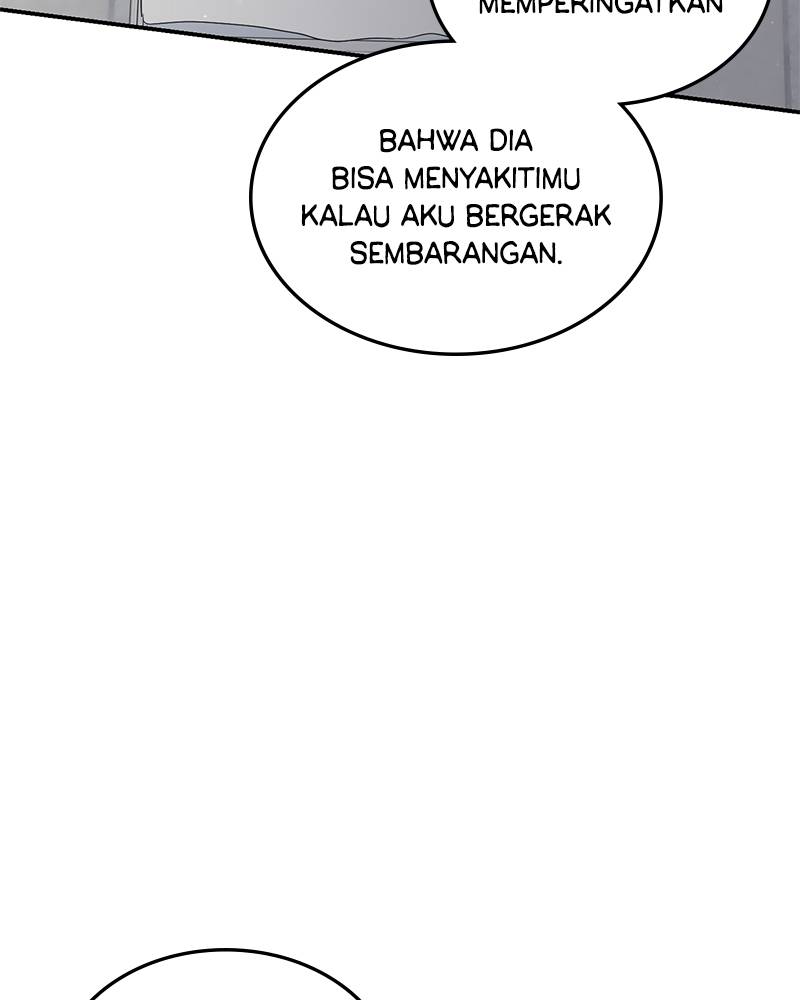 MEMPERINGATKAN
BAHWA DIA
BISA MENYAKITIMU
KALAU AKU BERGERAK
SEMBARANGAN.